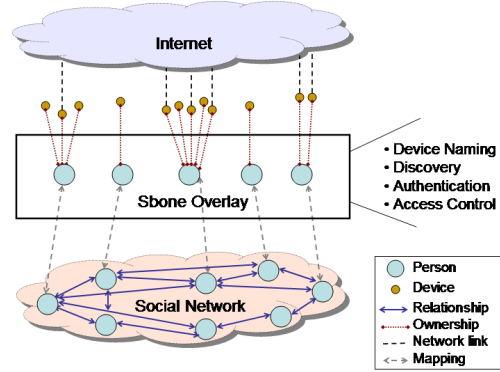 Internet
Sbone Overlay
• Device Naming
• Discovery
• Authentication
• Access Control
Social Network
Person
Device
Relationship
Ownership
Network link
Mapping